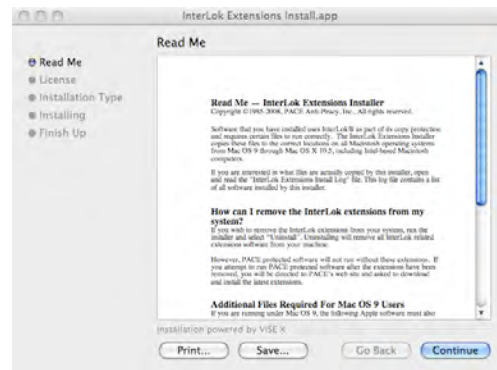 InterLok Extensions Install.app
Read Me
Read Me
License
Installation Type
Installing
Finish Up
Read Me — InterLok Extensions Installer
Copyright ©1985-2008, PACE Anti-Piracy, Inc., All rights reserved.
Software that you have installed uses InterLok® as part of its copy protection
and requires certain files to run correctly. The InterLok Extensions Installer
copies these files to the correct locations on all Macintosh operating systems
from Mac OS 9 through Mac OS X 10.5, including Intel-based Macintosh
computers.
If you are interested in what files are actually copied by this installer, open
and read the "InterLok Extensions Install Log" file. This log file contains a list
of all software installed by this installer.
How can I remove the InterLok extensions from my
system?
If you wish to remove the InterLok extensions from your system, run the
installer and select "Uninstall". Uninstalling will remove all InterLok related
extensions software from your machine.
However, PACE protected software will not run without these extensions. If
you attempt to run PACE protected software after the extensions have been
removed, you will be directed to PACE's web site and asked to download
and install the latest extensions.
Additional Files Required For Mac OS 9 Users
If you are running under Mac OS 9, the following Apple software must also
Installation powered by VISE X
Print...
Save...
Go Back
Continue